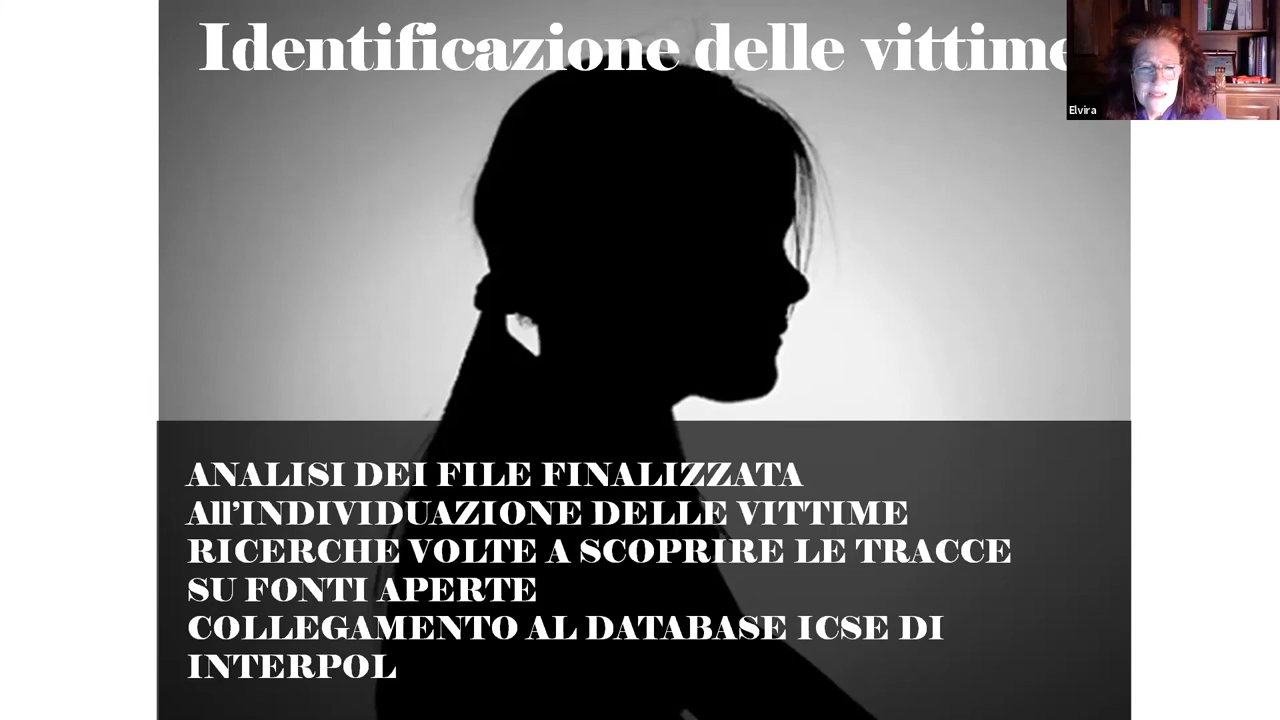 Identificazione delle vittime
Elvira
ANALISI DEI FILE FINALIZZATA
All'INDIVIDUAZIONE DELLE VITTIME
RICERCHE VOLTE A SCOPRIRE LE TRACCE
SU FONTI APERTE
COLLEGAMENTO AL DATABASE ICSE DI
INTERPOL